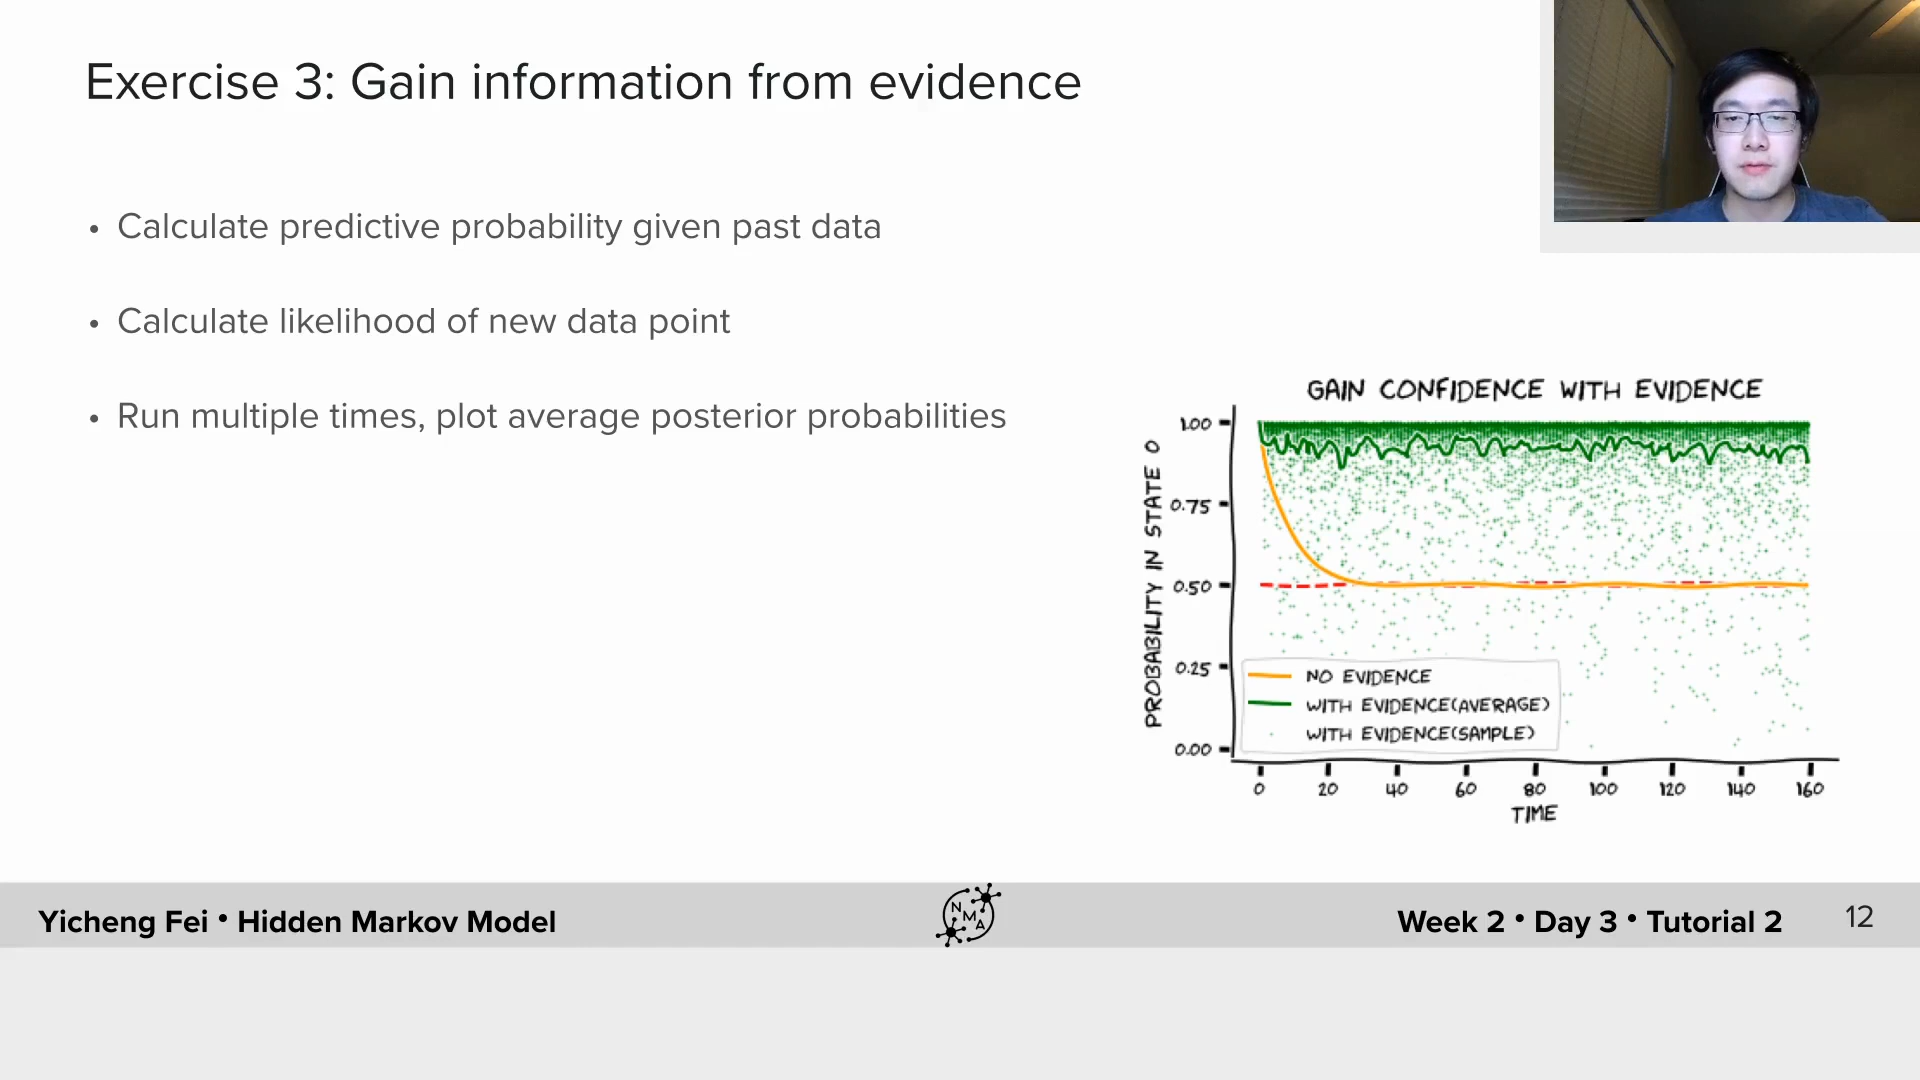 Exercise 3: Gain information from evidence
• Calculate predictive probability given past data
• Calculate likelihood of new data point
• Run multiple times, plot average posterior probabilities
GAIN CONFIDENCE WITH EVIDENCE
PROBABILITY IN STATE 0
1.00
0.75
0.50
0.25
0.00
NO EVIDENCE
WITH EVIDENCE(AVERAGE)
WITH EVIDENCE(SAMPLE)
0 20 40 60 80 100 120 140 160
TIME
Yicheng Fei • Hidden Markov Model
NMA
Week 2 • Day 3 • Tutorial 2
12